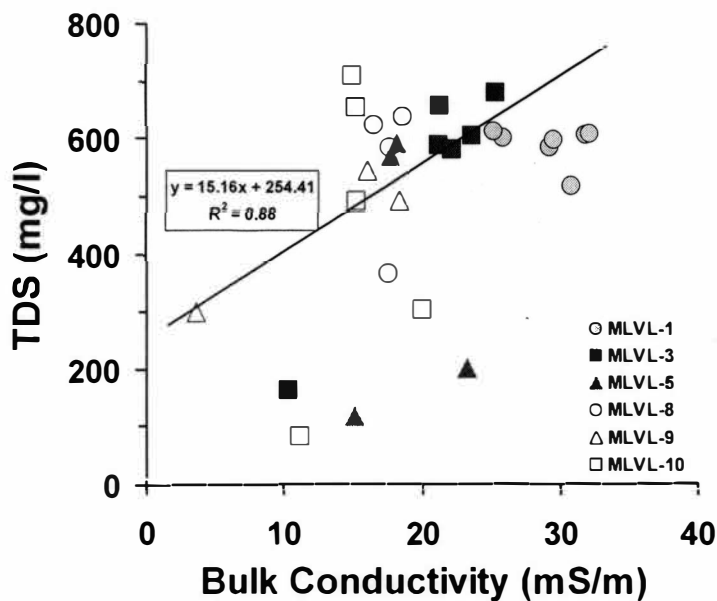 800
600
400
200
0
TDS (mg/l)
y = 15.16x + 254.41
R² = 0.88
MLVL-1
MLVL-3
MLVL-5
MLVL-8
MLVL-9
MLVL-10
0 10 20 30 40
Bulk Conductivity (mS/m)